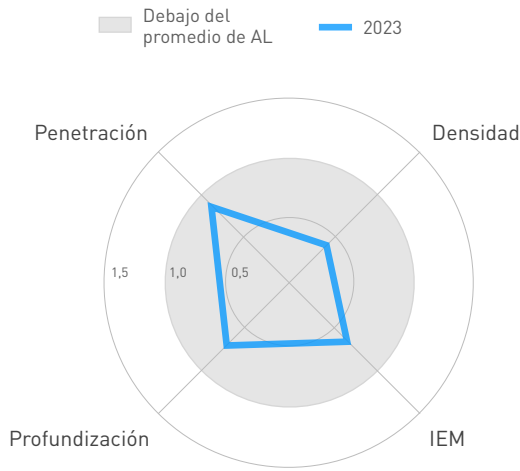 Debajo del
promedio de AL
2023
Penetración
Densidad
1,5
1,0
0,5
Profundización
IEM